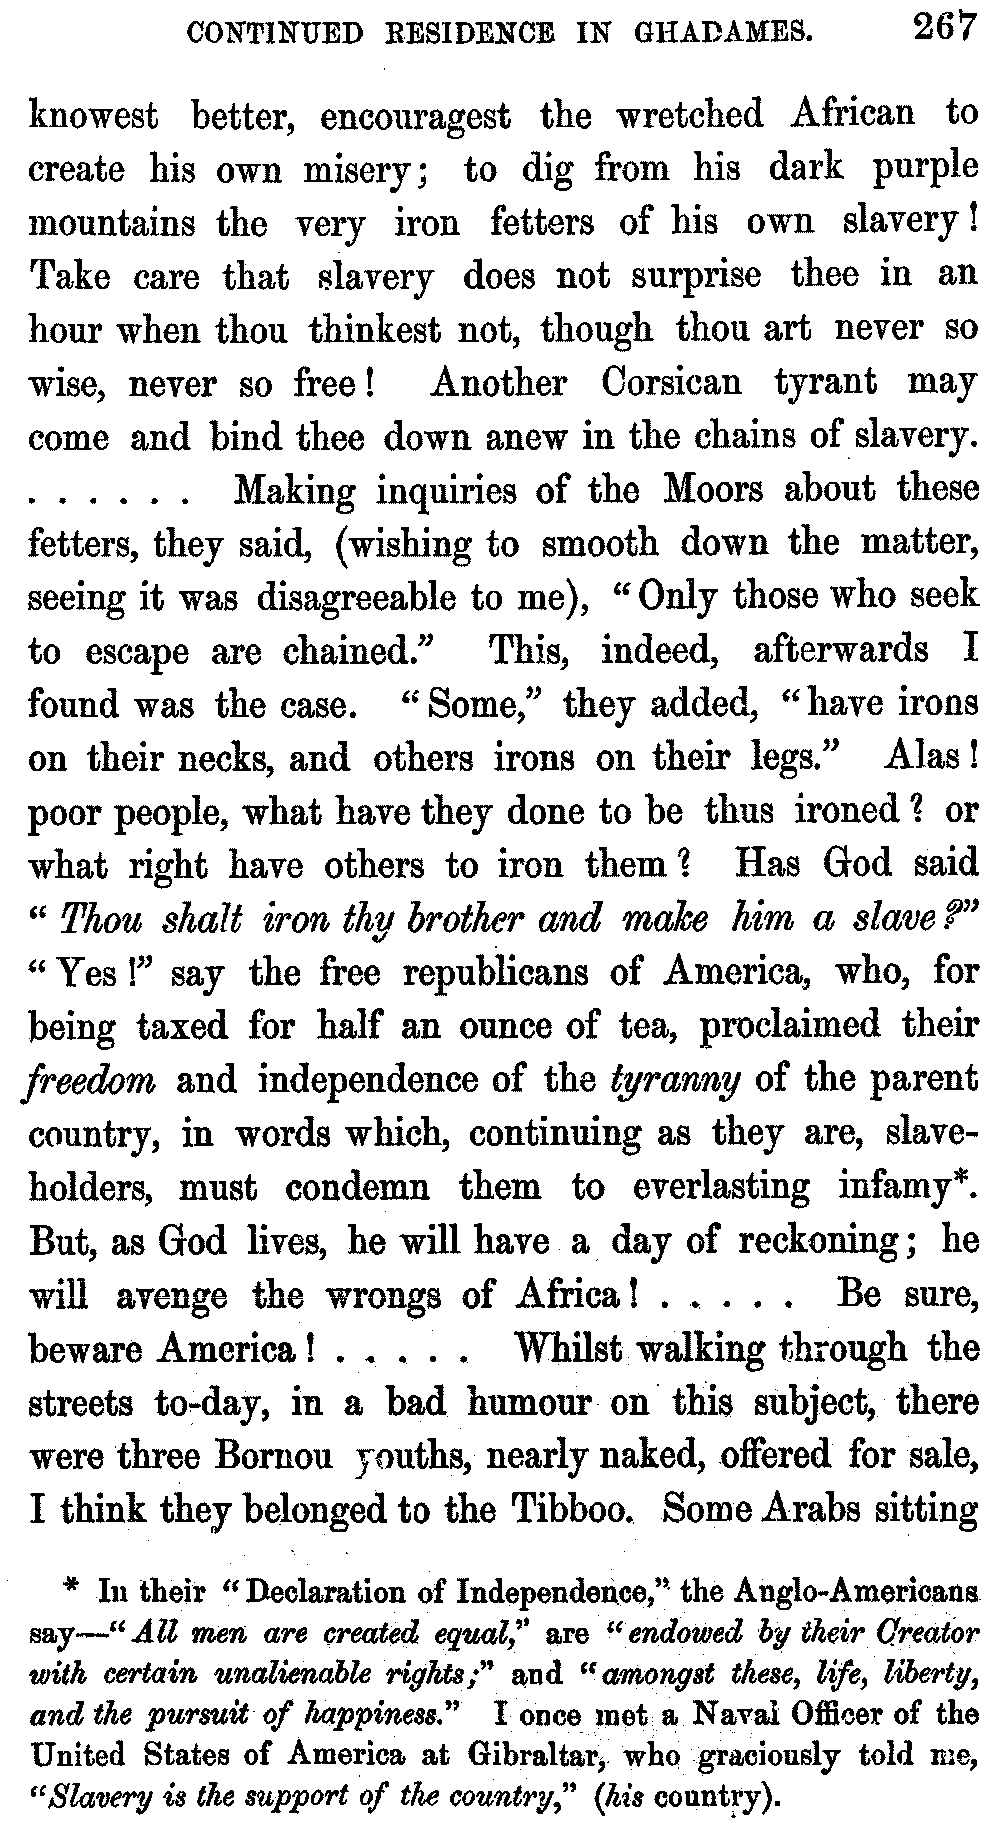 CONTINUED RESIDENCE IN GHADAMES. 267
knowest better, encouragest the wretched African to
create his own misery; to dig from his dark purple
mountains the very iron fetters of his own slavery!
Take care that slavery does not surprise thee in an
hour when thou thinkest not, though thou art never so
wise, never so free! Another Corsican tyrant may
come and bind thee down anew in the chains of slavery.
. . . . . . Making inquiries of the Moors about these
fetters, they said, (wishing to smooth down the matter,
seeing it was disagreeable to me), "Only those who seek
to escape are chained." This, indeed, afterwards I
found was the case. "Some," they added, "have irons
on their necks, and others irons on their legs." Alas!
poor people, what have they done to be thus ironed? or
what right have others to iron them? Has God said
"Thou shalt iron thy brother and make him a slave?"
"Yes!" say the free republicans of America, who, for
being taxed for half an ounce of tea, proclaimed their
freedom and independence of the tyranny of the parent
country, in words which, continuing as they are, slave-
holders, must condemn them to everlasting infamy*.
But, as God lives, he will have a day of reckoning; he
will avenge the wrongs of Africa! . . . . . Be sure,
beware America! . . . . . Whilst walking through the
streets to-day, in a bad humour on this subject, there
were three Bornou youths, nearly naked, offered for sale,
I think they belonged to the Tibboo. Some Arabs sitting
* In their "Declaration of Independence," the Anglo-Americans
say—"All men are created equal," are "endowed by their Creator
with certain unalienable rights;" and "amongst these, life, liberty,
and the pursuit of happiness." I once met a Naval Officer of the
United States of America at Gibraltar, who graciously told me,
"Slavery is the support of the country," (his country).